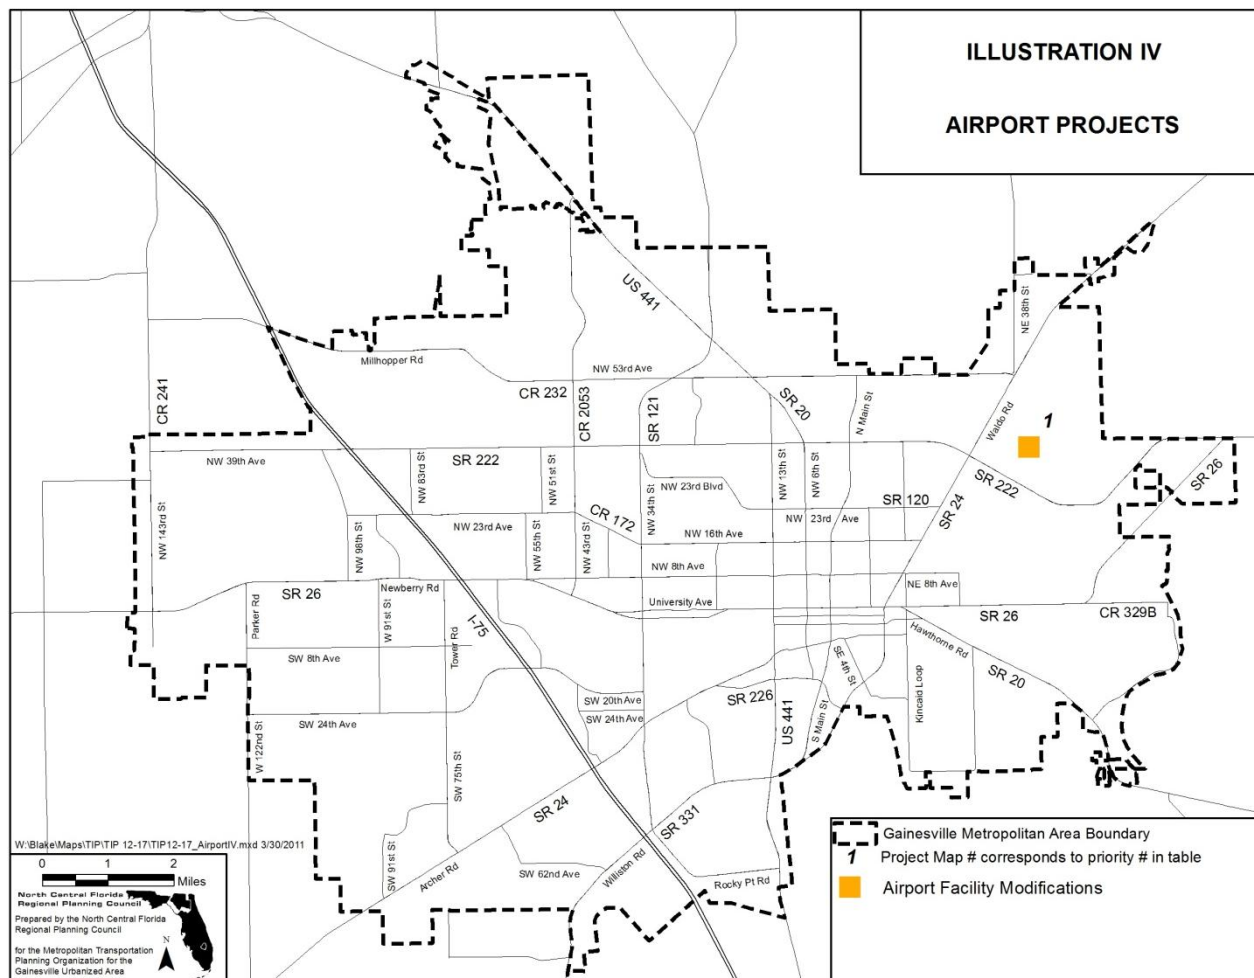 ILLUSTRATION IV
AIRPORT PROJECTS
US 441
NE 38th St
Millhopper Rd
NW 53rd Ave
CR 232
CR 241
CR 2053
SR 121
SR 20
N Main St
Waldo Rd
1
NW 39th Ave
SR 222
NW 83rd St
NW 51st St
NW 34th St
NW 23rd Blvd
NW 13th St
NW 6th St
SR 120
SR 222
SR 26
SR 24
NW 143rd St
NW 98th St
NW 23rd Ave
NW 55th St
NW 43rd St
CR 172
NW 16th Ave
NW 23rd Ave
NW 8th Ave
NE 8th Ave
SR 26
Newberry Rd
University Ave
SR 26
CR 329B
Parker Rd
W 91st St
Tower Rd
I-75
Hawthorne Rd
SW 8th Ave
SE 4th St
SR 20
Kincaid Loop
SW 20th Ave
SR 226
SW 24th Ave
SW 24th Ave
US 441
S Main St
W 122nd St
SW 75th St
SR 24
SR 331
SW 91st St
Archer Rd
SW 62nd Ave
Williston Rd
Rocky Pt Rd
W:\Blake\Maps\TIP\TIP 12-17\TIP12-17_AirportIV.mxd 3/30/2011
0 1 2
Miles
North Central Florida
Regional Planning Council
Prepared by the North Central Florida
Regional Planning Council
for the Metropolitan Transportation
Planning Organization for the
Gainesville Urbanized Area
N
Gainesville Metropolitan Area Boundary
1 Project Map # corresponds to priority # in table
Airport Facility Modifications